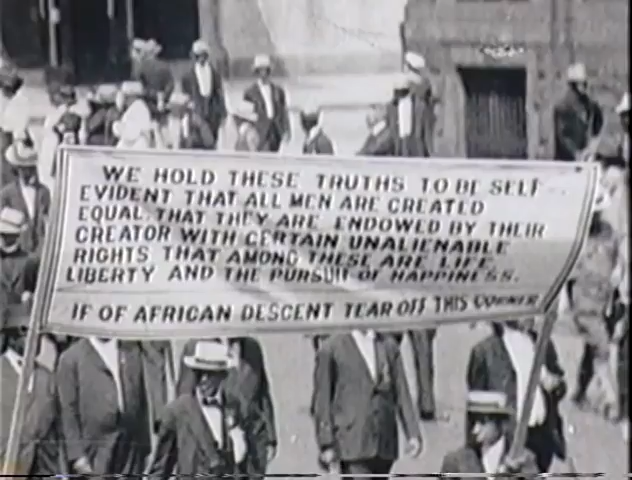 WE HOLD THESE TRUTHS TO BE SELF
EVIDENT THAT ALL MEN ARE CREATED
EQUAL. THAT THEY ARE ENDOWED BY THEIR
CREATOR WITH CERTAIN UNALIENABLE
RIGHTS THAT AMONG THESE ARE LIFE
LIBERTY AND THE PURSUIT OF HAPPINESS.
IF OF AFRICAN DESCENT TEAR OFF THIS CORNER